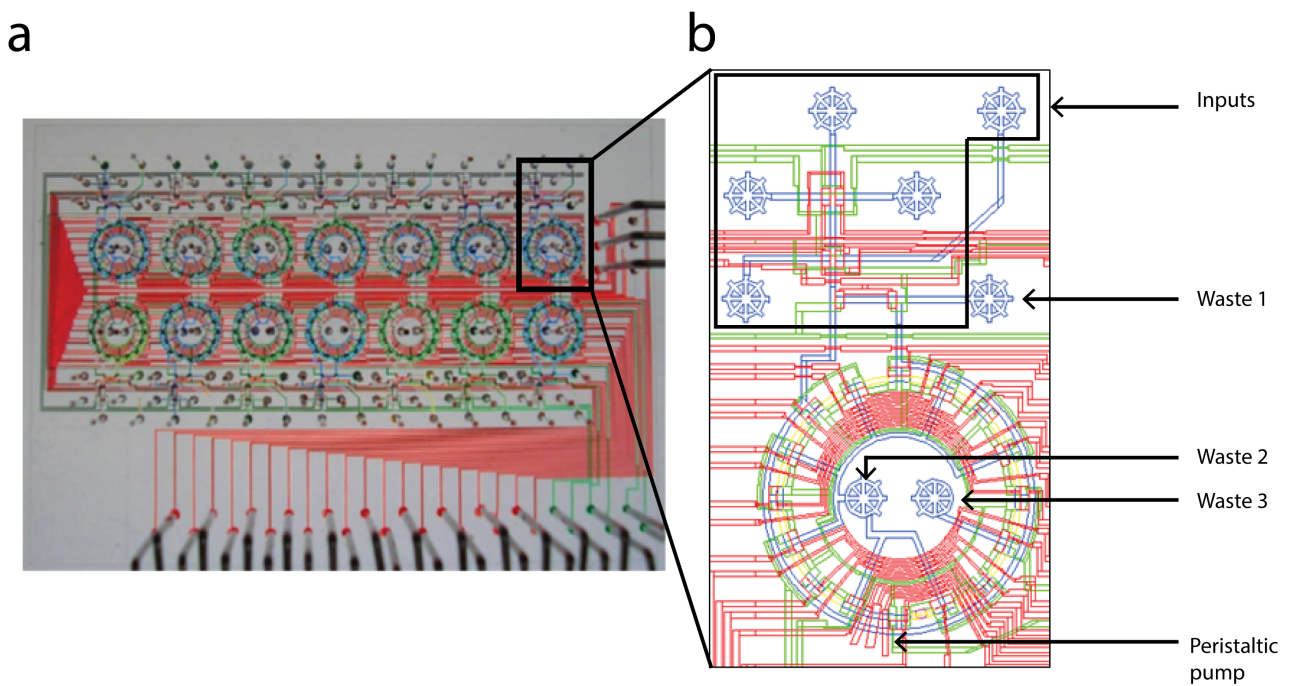 a
b
Inputs
Waste 1
Waste 2
Waste 3
Peristaltic
pump